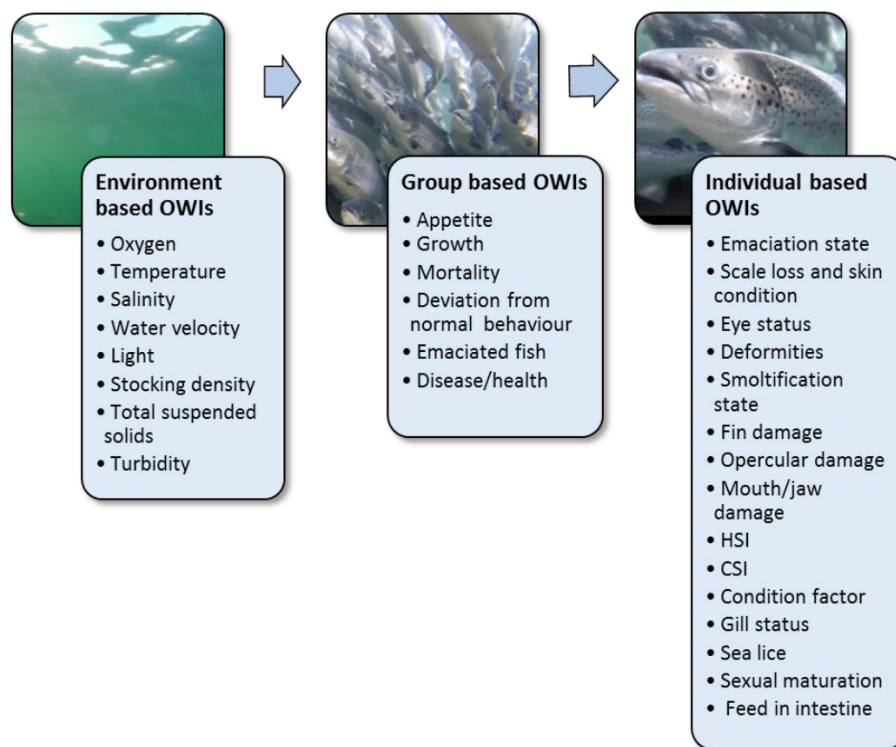 Environment
based OWIs
• Oxygen
• Temperature
• Salinity
• Water velocity
• Light
• Stocking density
• Total suspended
solids
• Turbidity
Group based OWIs
• Appetite
• Growth
• Mortality
• Deviation from
normal behaviour
• Emaciated fish
• Disease/health
Individual based
OWIs
• Emaciation state
• Scale loss and skin
condition
• Eye status
• Deformities
• Smoltification
state
• Fin damage
• Opercular damage
• Mouth/jaw
damage
• HSI
• CSI
• Condition factor
• Gill status
• Sea lice
• Sexual maturation
• Feed in intestine